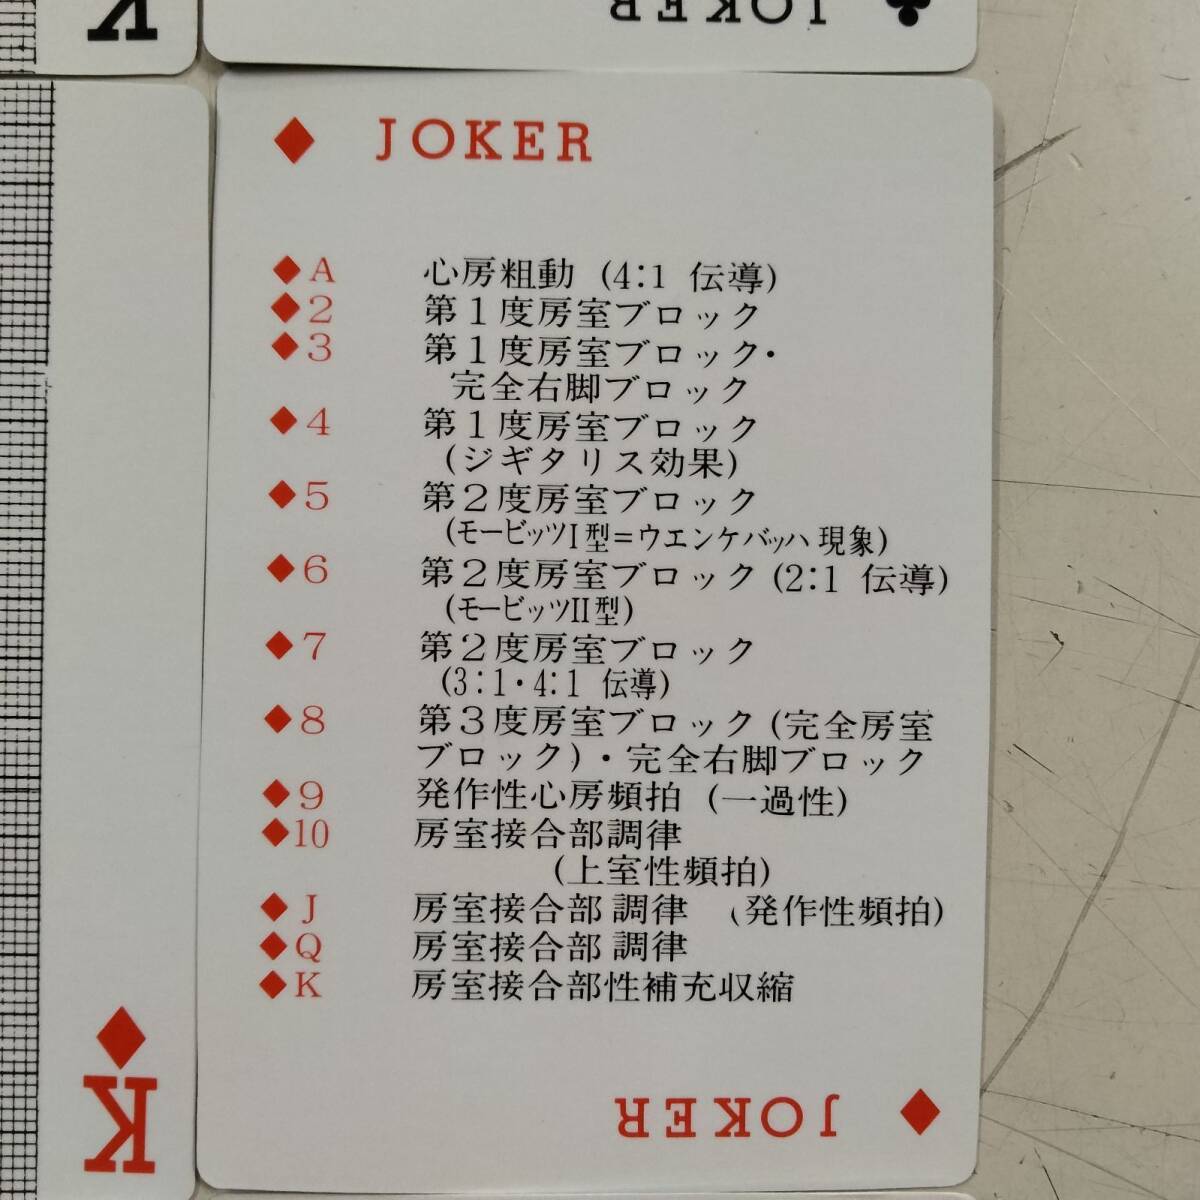 K
JOKER ♣
♦ JOKER
♦A 心房粗動 (4:1 伝導)
♦2 第1度房室ブロック
♦3 第1度房室ブロック・
完全右脚ブロック
♦4 第1度房室ブロック
(ジギタリス効果)
♦5 第2度房室ブロック
(モービッツI型=ウエンケバッハ現象)
♦6 第2度房室ブロック (2:1 伝導)
(モービッツII型)
♦7 第2度房室ブロック
(3:1・4:1 伝導)
♦8 第3度房室ブロック (完全房室
ブロック)・完全右脚ブロック
♦9 発作性心房頻拍 (一過性)
♦10 房室接合部調律
(上室性頻拍)
♦J 房室接合部調律 (発作性頻拍)
♦Q 房室接合部調律
♦K 房室接合部性補充収縮
♦ JOKER
♦
K